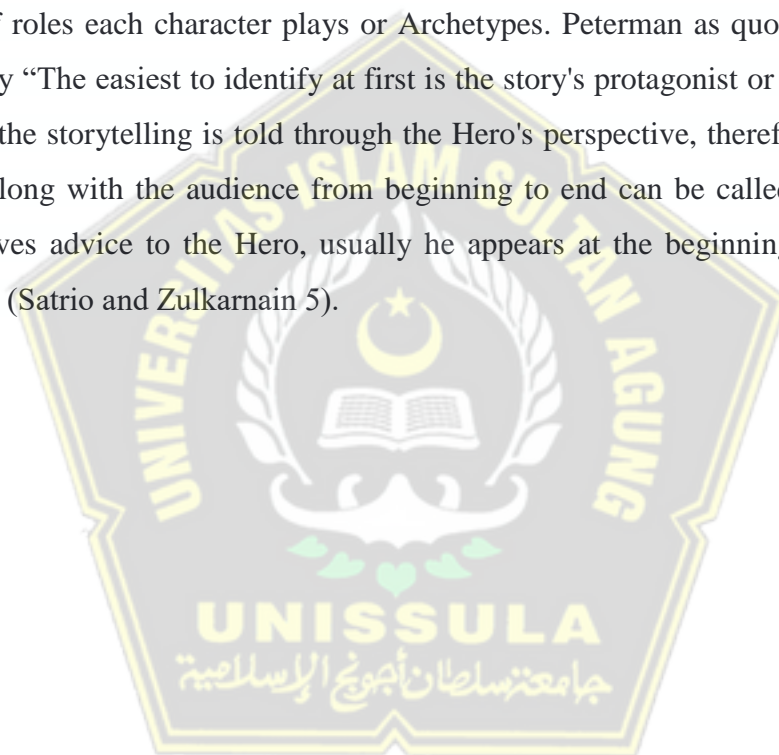 f roles each character plays or Archetypes. Peterman as quo
y “The easiest to identify at first is the story's protagonist or
the storytelling is told through the Hero's perspective, theref
long with the audience from beginning to end can be called
ves advice to the Hero, usually he appears at the beginning
(Satrio and Zulkarnain 5).
UNIVERSITAS ISLAM SULTAN AGUNG
UNISSULA
جامعنسلطان أجونج الإسلامية